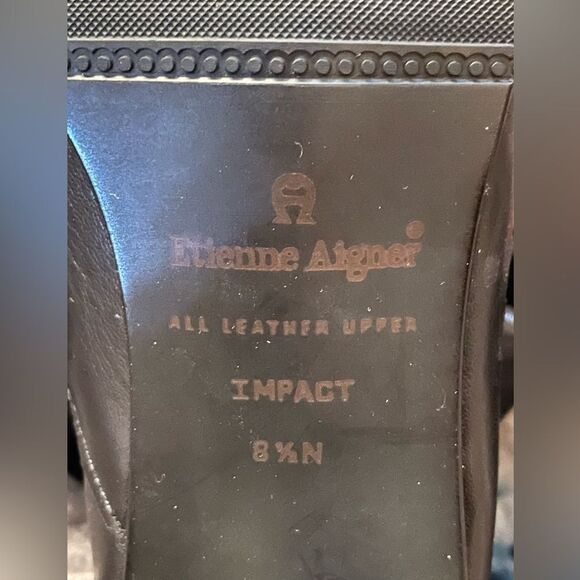 Etienne Aigner®
ALL LEATHER UPPER
IMPACT
8½N